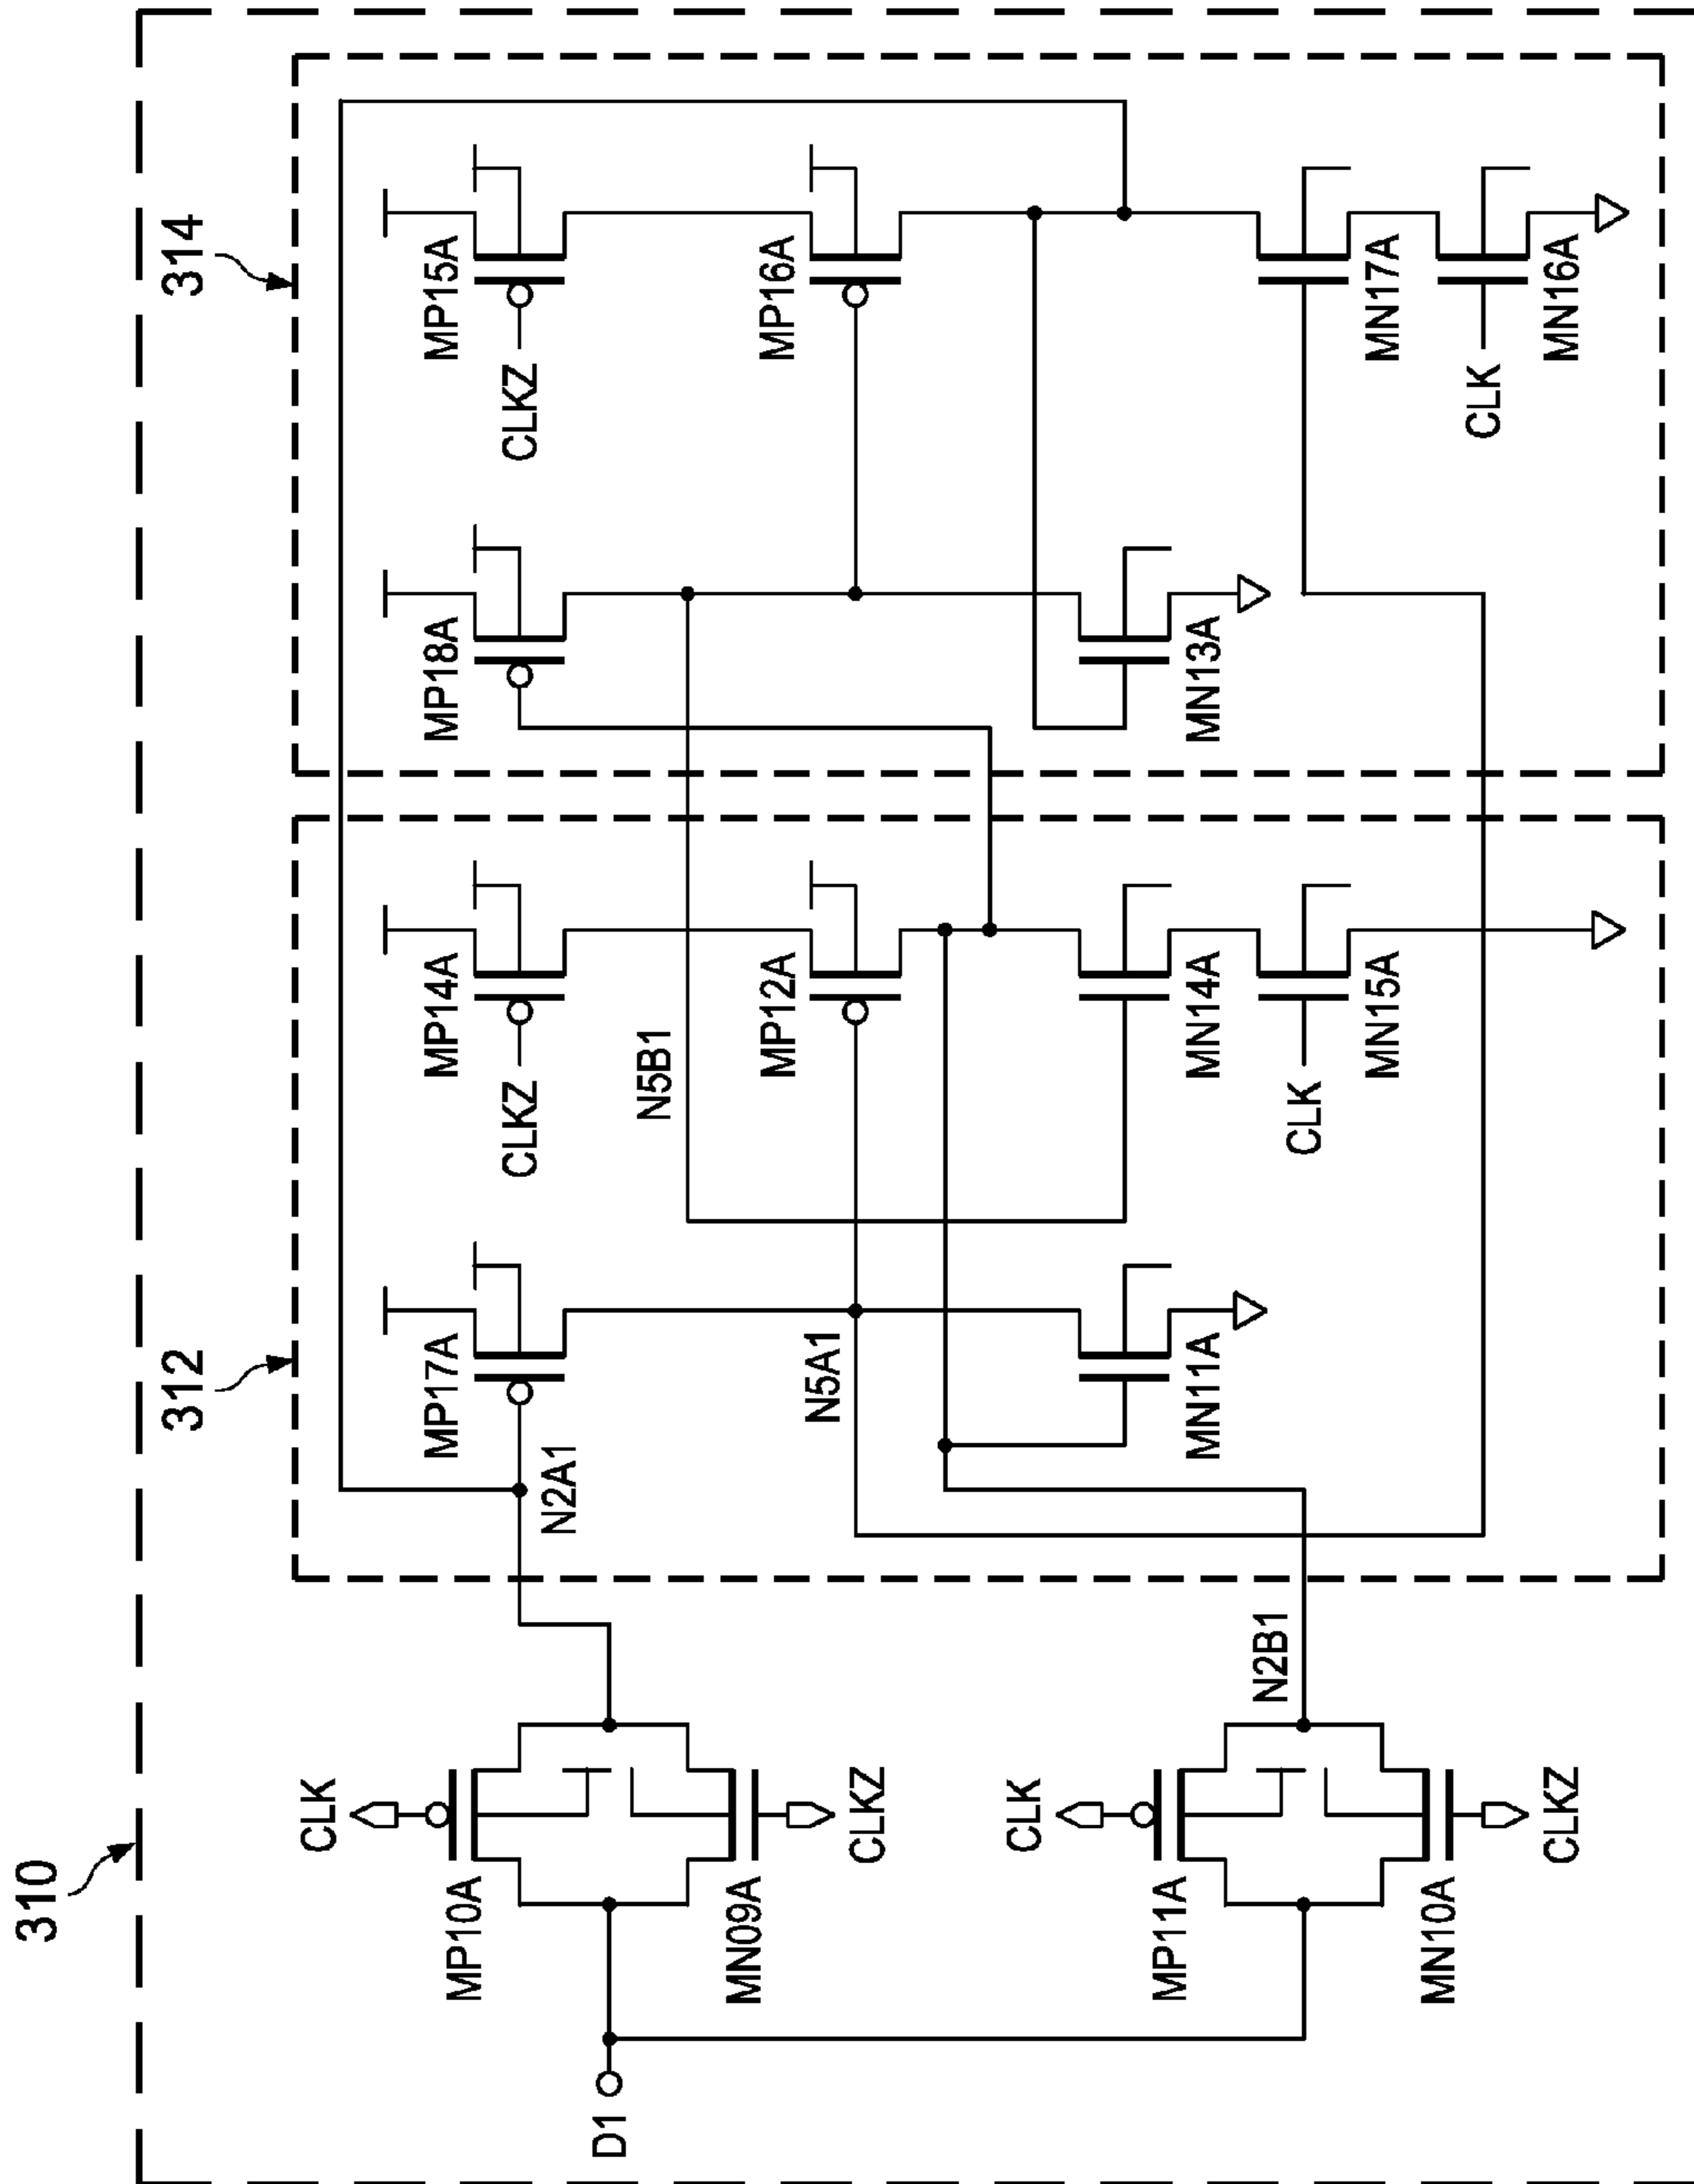 310
312
314
D1
CLK
MP10A
MN09A
CLKZ
CLK
MP11A
MN10A
CLKZ
N2A1
N2B1
MP17A
N5A1
MN11A
MP14A
CLKZ
N5B1
MP12A
MN14A
CLK
MN15A
MP18A
MN13A
MP15A
CLKZ
MP16A
MN17A
CLK
MN16A